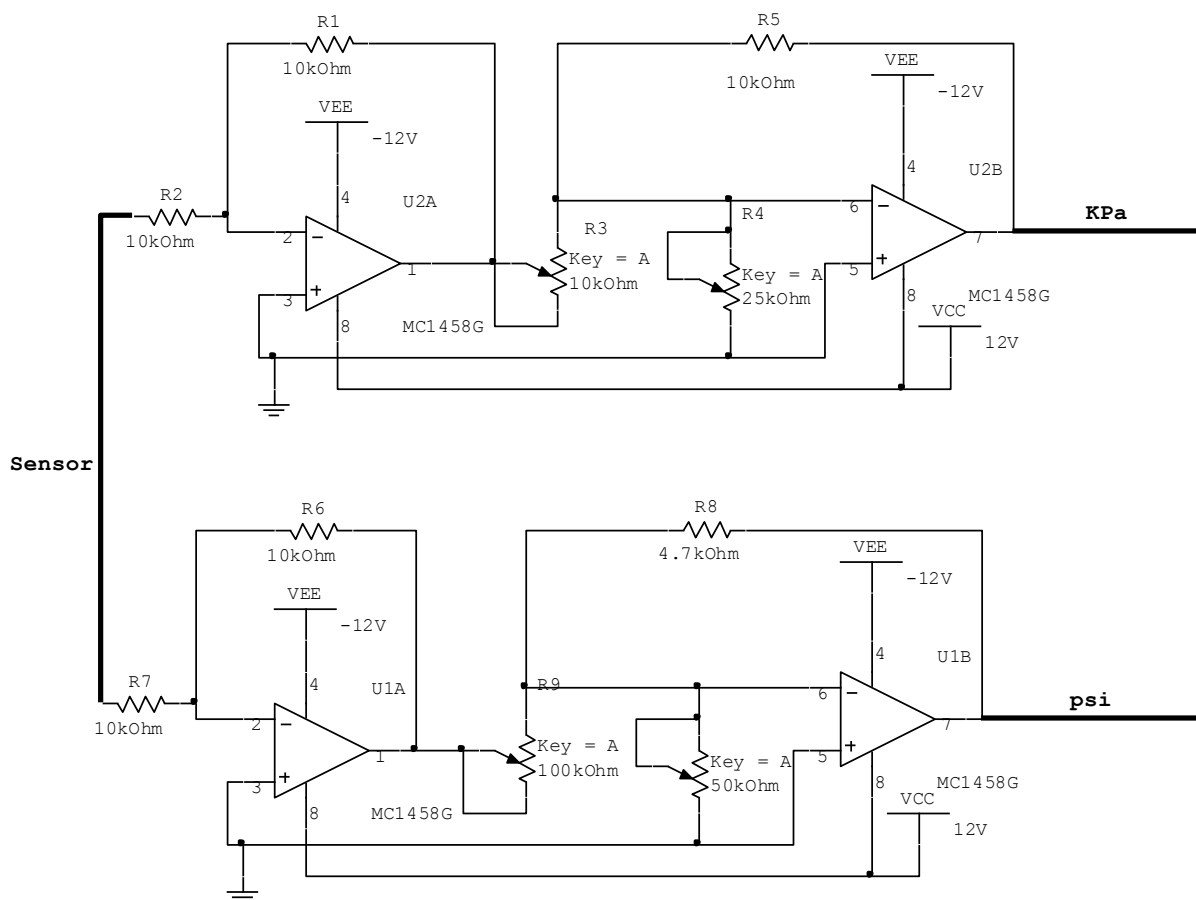 R1
10kOhm
R5
10kOhm
VEE
-12V
VEE
-12V
4
U2A
4
U2B
R2
10kOhm
2
3
1
8
MC1458G
R3
Key = A
10kOhm
R4
Key = A
25kOhm
6
5
7
8
MC1458G
KPa
VCC
12V
Sensor
R6
10kOhm
R8
4.7kOhm
VEE
-12V
VEE
-12V
4
U1A
4
U1B
R7
10kOhm
2
3
1
8
MC1458G
R9
Key = A
100kOhm
Key = A
50kOhm
6
5
7
8
MC1458G
psi
VCC
12V